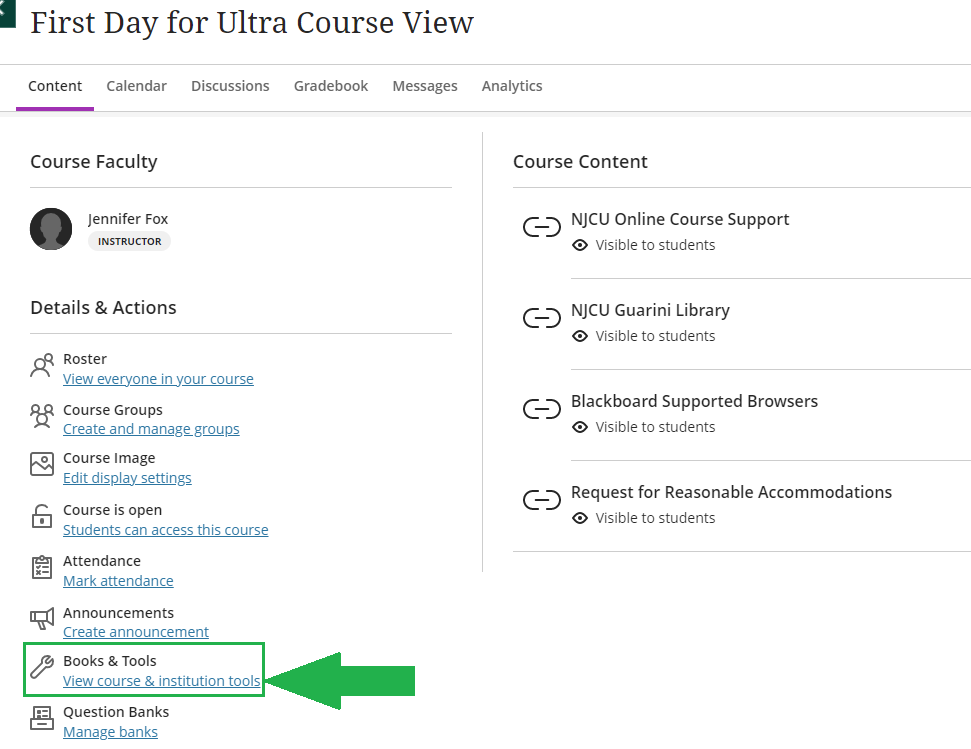 First Day for Ultra Course View
Content Calendar Discussions Gradebook Messages Analytics
Course Faculty
Jennifer Fox
INSTRUCTOR
Details & Actions
Roster
View everyone in your course
Course Groups
Create and manage groups
Course Image
Edit display settings
Course is open
Students can access this course
Attendance
Mark attendance
Announcements
Create announcement
Books & Tools
View course & institution tools
Question Banks
Manage banks
Course Content
NJCU Online Course Support
Visible to students
NJCU Guarini Library
Visible to students
Blackboard Supported Browsers
Visible to students
Request for Reasonable Accommodations
Visible to students